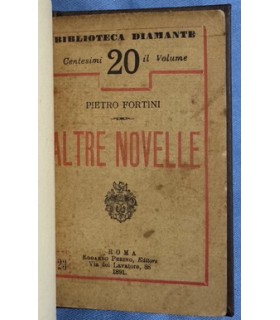 BIBLIOTECA DIAMANTE
Centesimi 20 il Volume
PIETRO FORTINI
ALTRE NOVELLE
ROMA
EDOARDO PERINO, Editore
Via del Lavatore, 88
1891.
23